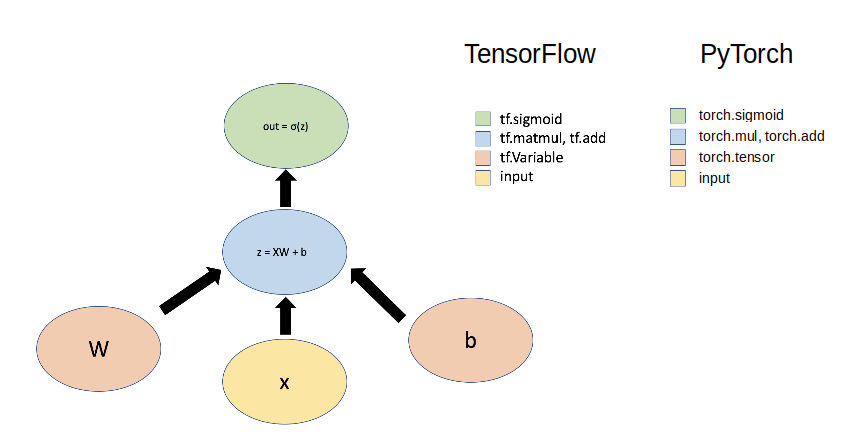 TensorFlow
PyTorch
tf.sigmoid
tf.matmul, tf.add
tf.Variable
input
torch.sigmoid
torch.mul, torch.add
torch.tensor
input
out = σ(z)
z = XW + b
W
X
b